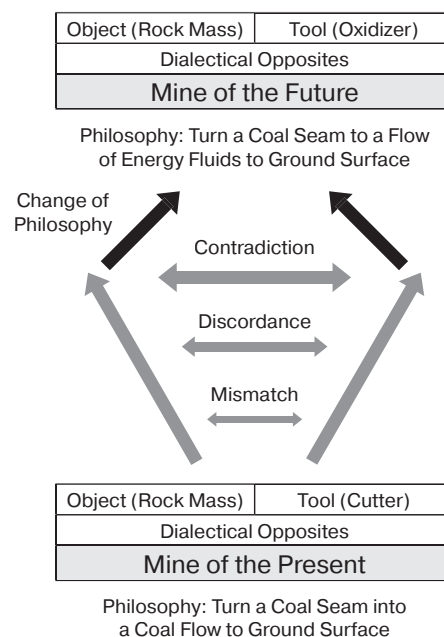 Object (Rock Mass) Tool (Oxidizer)
Dialectical Opposites
Mine of the Future
Philosophy: Turn a Coal Seam to a Flow
of Energy Fluids to Ground Surface
Change of
Philosophy
Contradiction
Discordance
Mismatch
Object (Rock Mass) Tool (Cutter)
Dialectical Opposites
Mine of the Present
Philosophy: Turn a Coal Seam into
a Coal Flow to Ground Surface